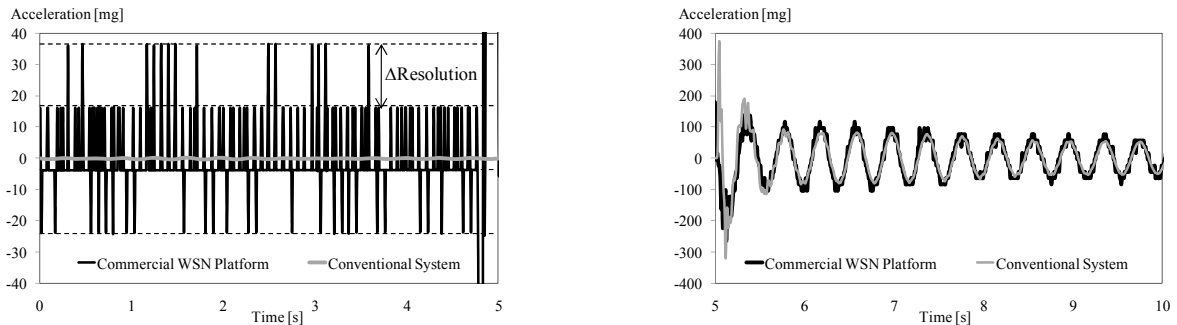 Acceleration [mg]
40
30
20
10
0
-10
-20
-30
-40
ΔResolution
Commercial WSN Platform
Conventional System
0 1 2 3 4 5
Time [s]
Acceleration [mg]
400
300
200
100
0
-100
-200
-300
-400
Commercial WSN Platform
Conventional System
5 6 7 8 9 10
Time [s]